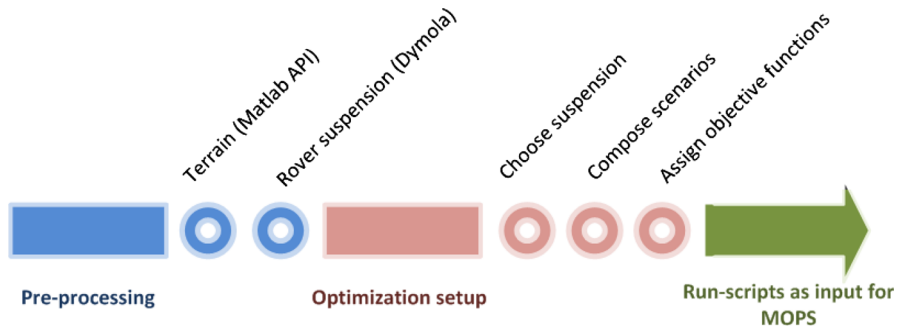 Terrain (Matlab API)
Rover suspension (Dymola)
Choose suspension
Compose scenarios
Assign objective functions
Pre-processing
Optimization setup
Run-scripts as input for
MOPS